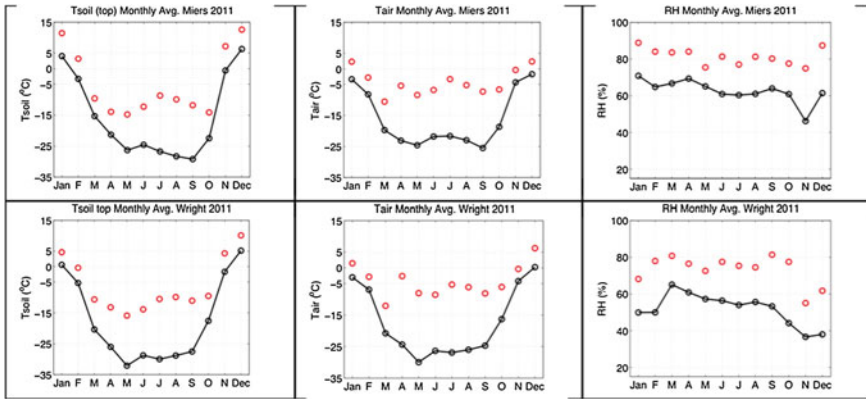 Tsoil (top) Monthly Avg. Miers 2011
15
5
-5
-15
-25
-35
Tsoil (°C)
Jan F M A M J J A S O N Dec
Tair Monthly Avg. Miers 2011
15
5
-5
-15
-25
-35
Tair (°C)
Jan F M A M J J A S O N Dec
RH Monthly Avg. Miers 2011
100
80
60
40
20
RH (%)
Jan F M A M J J A S O N Dec
Tsoil top Monthly Avg. Wright 2011
15
5
-5
-15
-25
-35
Tsoil (°C)
Jan F M A M J J A S O N Dec
Tair Monthly Avg. Wright 2011
15
5
-5
-15
-25
-35
Tair (°C)
Jan F M A M J J A S O N Dec
RH Monthly Avg. Wright 2011
100
80
60
40
20
RH (%)
Jan F M A M J J A S O N Dec